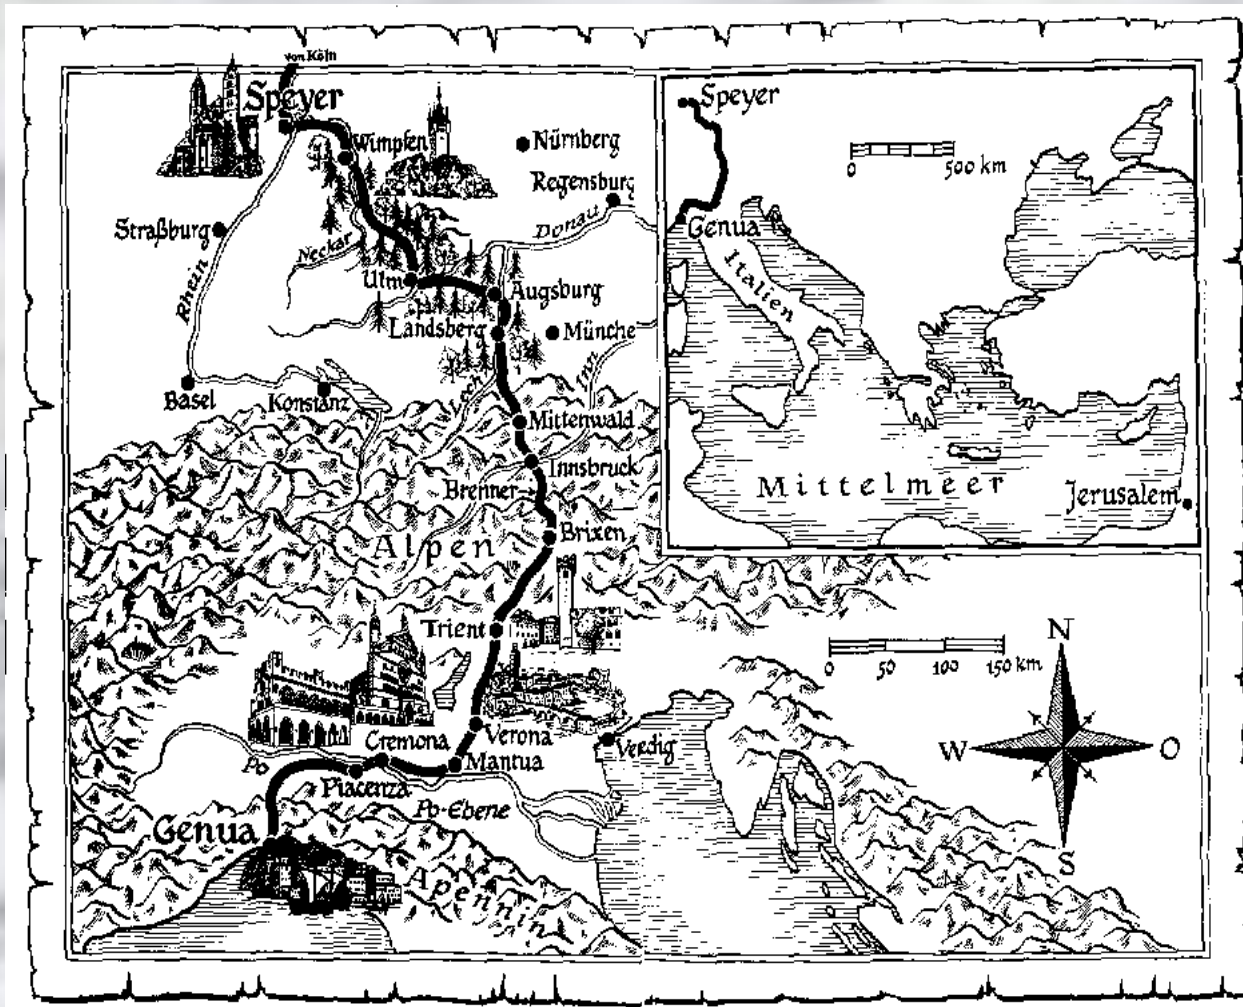 von Köln
Speyer
Wimpfen
Nürnberg
Regensburg
Straßburg
Donau
Neckar
Rhein
Ulm
Augsburg
Landsberg
Münche
Inn
Lech
Basel
Konstanz
Mittenwald
Innsbruck
Brenner
Brixen
Alpen
Trient
Verona
Cremona
Mantua
Venedig
Po
Piacenza
Po-Ebene
Genua
Apennin
Speyer
0 500 km
Genua
Italien
Mittelmeer
Jerusalem
0 50 100 150 km
N
W O
S